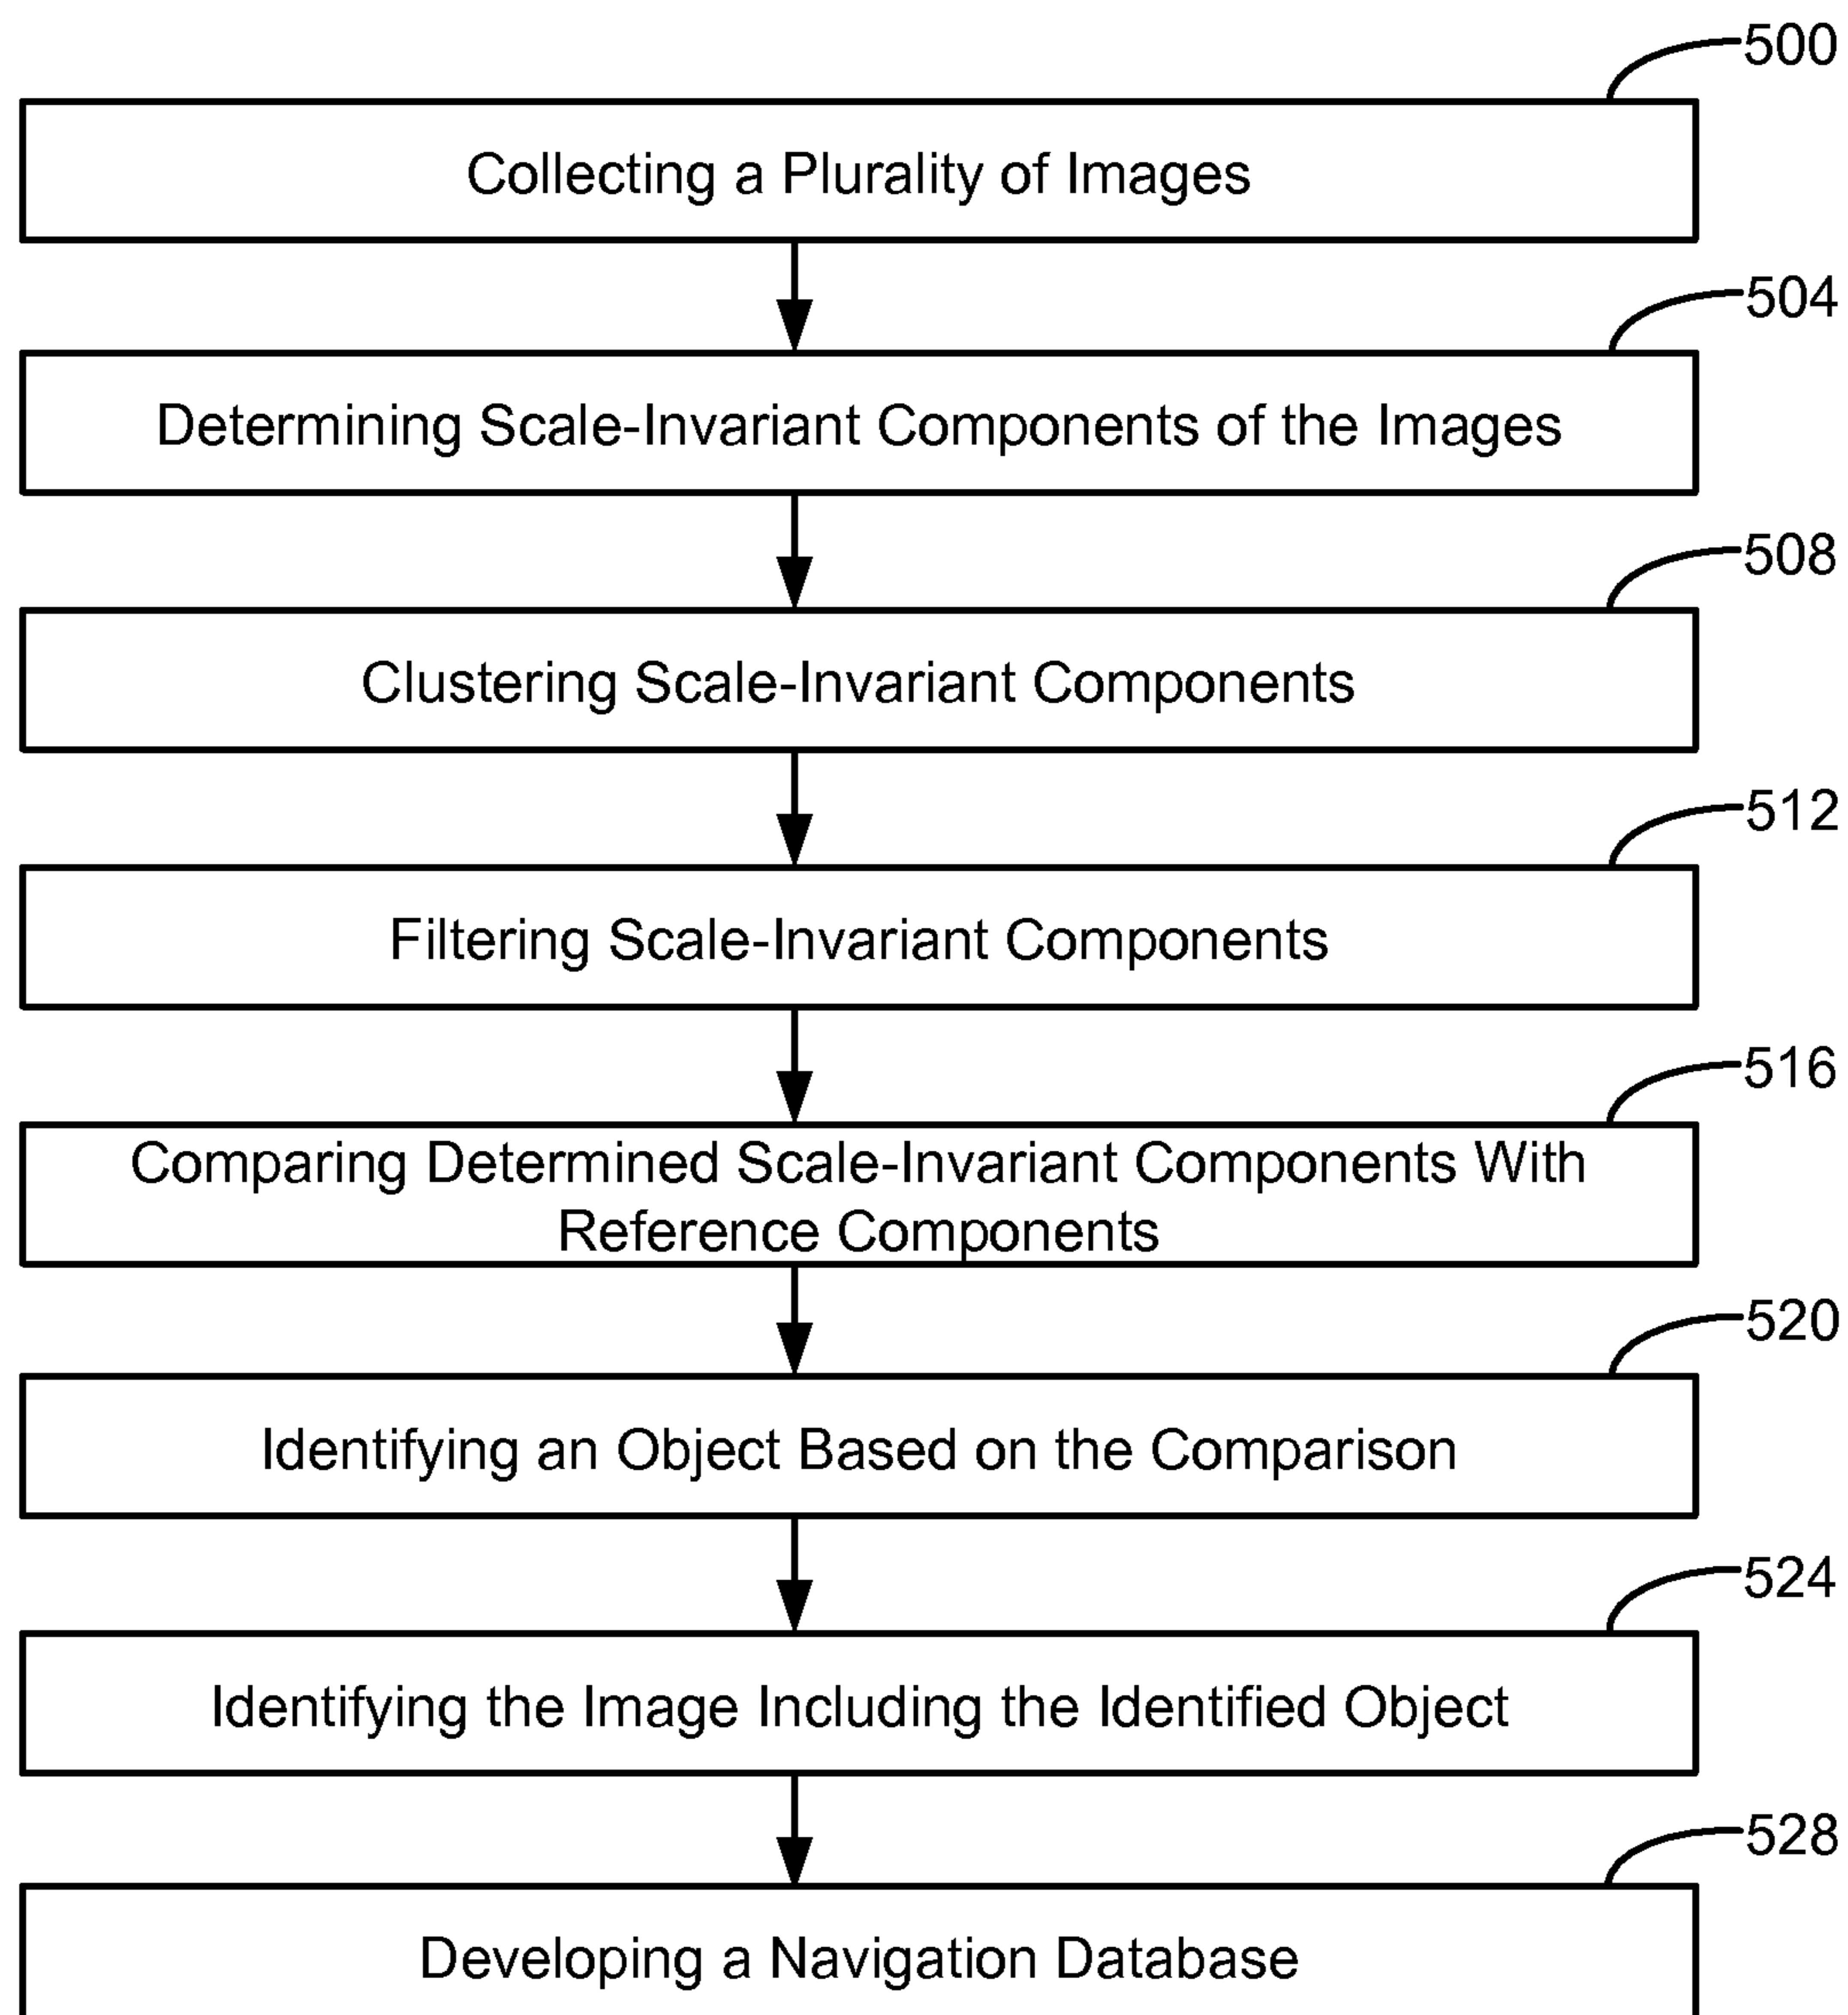 500
Collecting a Plurality of Images
504
Determining Scale-Invariant Components of the Images
508
Clustering Scale-Invariant Components
512
Filtering Scale-Invariant Components
516
Comparing Determined Scale-Invariant Components With
Reference Components
520
Identifying an Object Based on the Comparison
524
Identifying the Image Including the Identified Object
528
Developing a Navigation Database